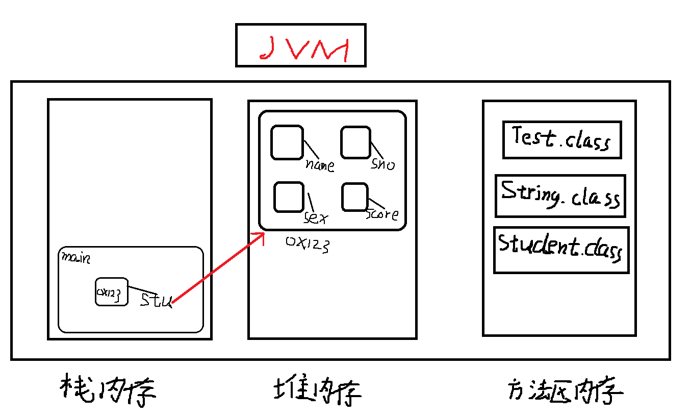 JVM
main
0x123
stu
name
sno
sex
score
0x123
Test.class
String.class
Student.class
栈内存
堆内存
方法区内存